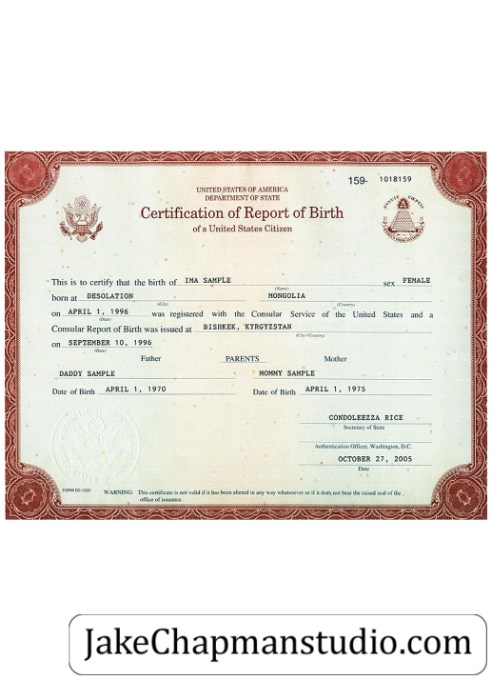 159- 1018159
UNITED STATES OF AMERICA
DEPARTMENT OF STATE
Certification of Report of Birth
of a United States Citizen
ANNUIT CŒPTIS
This is to certify that the birth of IMA SAMPLE sex FEMALE
(Name)
born at DESOLATION MONGOLIA
(City) (Country)
on APRIL 1, 1996 was registered with the Consular Service of the United States and a
(Date)
Consular Report of Birth was issued at BISHKEK, KYRGYZSTAN
(City/Country)
on SEPTEMBER 10, 1996
(Date)
Father PARENTS Mother
DADDY SAMPLE MOMMY SAMPLE
Date of Birth APRIL 1, 1970 Date of Birth APRIL 1, 1975
CONDOLEEZZA RICE
Secretary of State
Authentication Officer, Washington, D.C.
OCTOBER 27, 2005
Date
FORM DS-1350 WARNING: This certificate is not valid if it has been altered in any way whatsoever or if it does not bear the raised seal of the
office of issuance.
JakeChapmanstudio.com